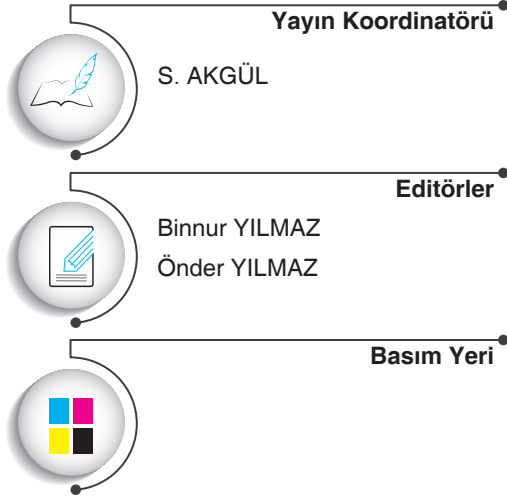 Yayın Koordinatörü
S. AKGÜL
Editörler
Binnur YILMAZ
Önder YILMAZ
Basım Yeri